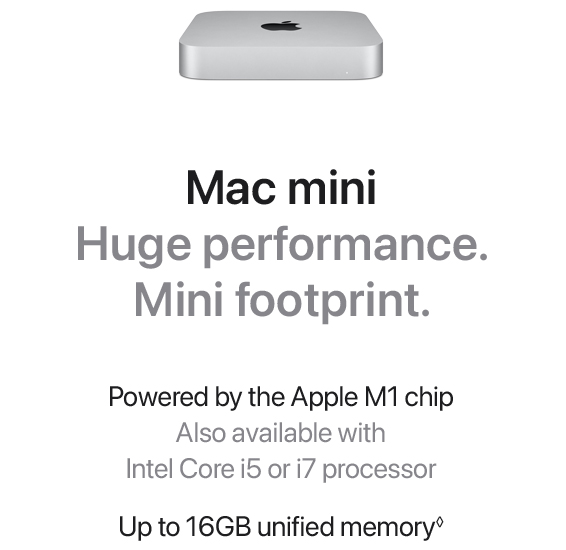 Mac mini
Huge performance.
Mini footprint.
Powered by the Apple M1 chip
Also available with
Intel Core i5 or i7 processor
Up to 16GB unified memory◊